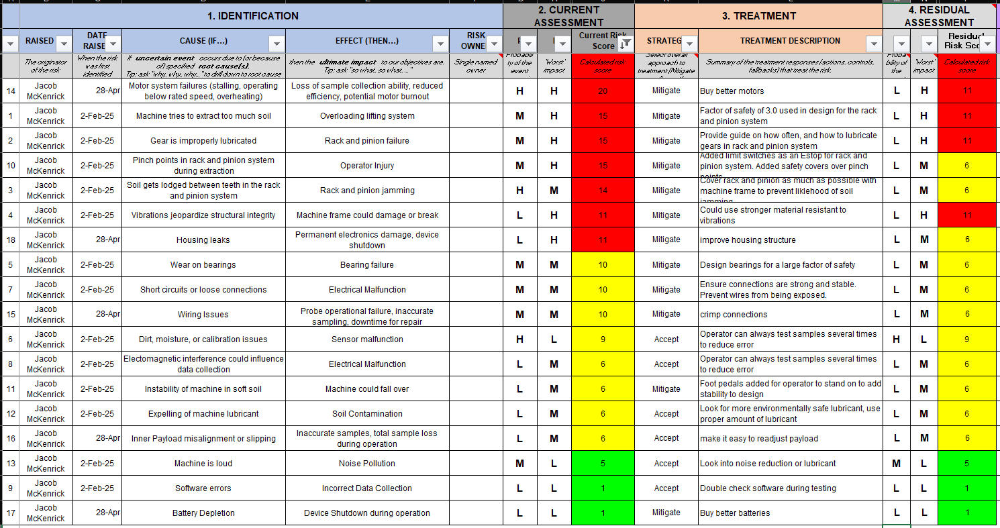 1. IDENTIFICATION
2. CURRENT ASSESSMENT
3. TREATMENT
4. RESIDUAL ASSESSMENT
RAISED
DATE RAISE
CAUSE (IF...)
EFFECT (THEN...)
RISK OWNE
Current Risk Score
STRATEG
TREATMENT DESCRIPTION
Residual Risk Sco
The originator of the risk
When the risk was first identified
If uncertain event occurs due to (or because of) specified root cause(s).
Tip: ask "why, why, why..." to drill down to root cause
then the ultimate impact to our objectives.
Tip: ask "so what, so what, ..."
Single named owner
Probability of the event
'Worst' impact
Calculated risk score
Select overall approach to treatment (Mitigate
Summary of the treatment responses (actions, controls, fallbacks) that treat the risk.
Probability of the
'Worst' impact
Calculated risk score
14 Jacob McKenrick 28-Apr Motor system failures (stalling, operating below rated speed, overheating) Loss of sample collection ability, reduced efficiency, potential motor burnout H H 20 Mitigate Buy better motors L H 11
1 Jacob McKenrick 2-Feb-25 Machine tries to extract too much soil Overloading lifting system M H 15 Mitigate Factor of safety of 3.0 used in design for the rack and pinion system L H 11
2 Jacob McKenrick 2-Feb-25 Gear is improperly lubricated Rack and pinion failure M H 15 Mitigate Provide guide on how often, and how to lubricate gears in rack and pinion system L H 11
10 Jacob McKenrick 2-Feb-25 Pinch points in rack and pinion system during extraction Operator Injury M H 15 Mitigate Added limit switches as an Estop for rack and pinion system. Added safety covers over pinch points L M 6
3 Jacob McKenrick 2-Feb-25 Soil gets lodged between teeth in the rack and pinion system Rack and pinion jamming H M 14 Mitigate Cover rack and pinion as much as possible with machine frame to prevent liklehood of soil jamming L M 6
4 Jacob McKenrick 2-Feb-25 Vibrations jeopardize structural integrity Machine frame could damage or break L H 11 Mitigate Could use stronger material resistant to vibrations L H 11
18 Jacob McKenrick 28-Apr Housing leaks Permanent electronics damage, device shutdown L H 11 Mitigate improve housing structure L M 6
5 Jacob McKenrick 2-Feb-25 Wear on bearings Bearing failure M M 10 Mitigate Design bearings for a large factor of safety L M 6
7 Jacob McKenrick 2-Feb-25 Short circuits or loose connections Electrical Malfunction M M 10 Mitigate Ensure connections are strong and stable. Prevent wires from being exposed. L M 6
15 Jacob McKenrick 28-Apr Wiring Issues Probe operational failure, inaccurate sampling, downtime for repair M M 10 Mitigate crimp connections L M 6
6 Jacob McKenrick 2-Feb-25 Dirt, moisture, or calibration issues Sensor malfunction H L 9 Accept Operator can always test samples several times to reduce error H L 9
8 Jacob McKenrick 2-Feb-25 Electomagnetic interference could influence data collection Electrical Malfunction L M 6 Accept Operator can always test samples several times to reduce error L M 6
11 Jacob McKenrick 2-Feb-25 Instability of machine in soft soil Machine could fall over L M 6 Mitigate Foot pedals added for operator to stand on to add stability to design L M 6
12 Jacob McKenrick 2-Feb-25 Expelling of machine lubricant Soil Contamination L M 6 Accept Look for more environmentally safe lubricant, use proper amount of lubricant L M 6
16 Jacob McKenrick 28-Apr Inner Payload misalignment or slipping Inaccurate samples, total sample loss during operation L M 6 Accept make it easy to readjust payload L M 6
13 Jacob McKenrick 2-Feb-25 Machine is loud Noise Pollution M L 5 Accept Look into noise reduction or lubricant M L 5
9 Jacob McKenrick 2-Feb-25 Software errors Incorrect Data Collection L L 1 Accept Double check software during testing L L 1
17 Jacob McKenrick 28-Apr Battery Depletion Device Shutdown during operation L L 1 Mitigate Buy better batteries L L 1